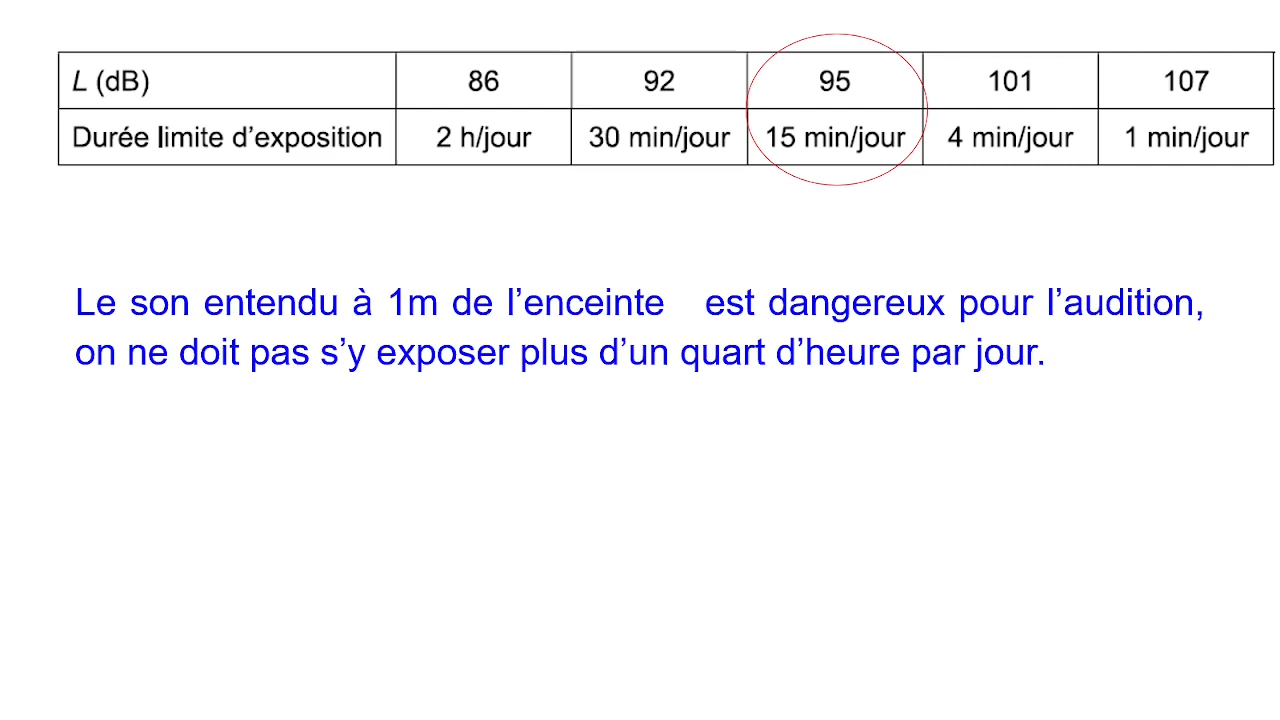 L (dB) 86 92 95 101 107
Durée limite d’exposition 2 h/jour 30 min/jour 15 min/jour 4 min/jour 1 min/jour
Le son entendu à 1m de l’enceinte est dangereux pour l’audition,
on ne doit pas s’y exposer plus d’un quart d’heure par jour.